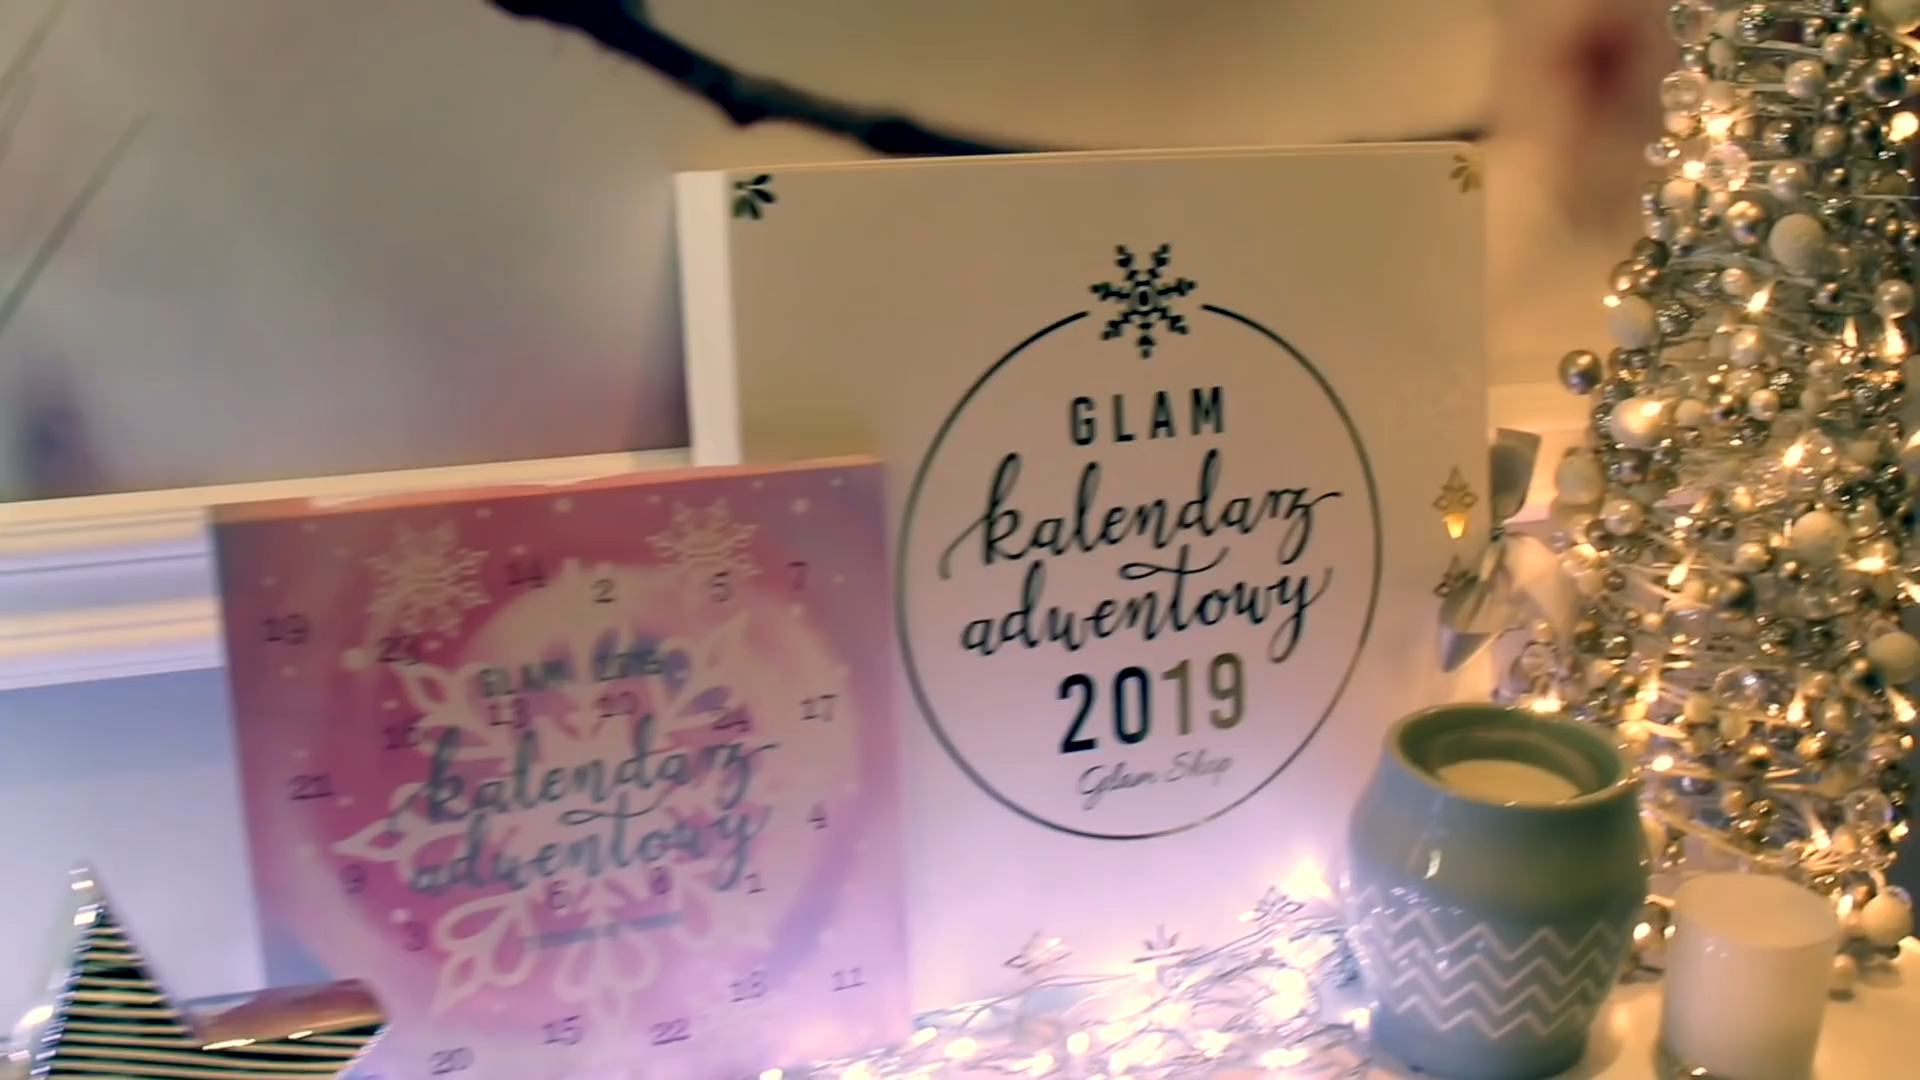 GLAM
kalendarz
adwentowy
2019
Glam Shop
14 2 5 7
19
GLAM
13 10 24 17
16
kalendarz
21
adwentowy
4
9 6 8 1
3
18 11
15 22
20